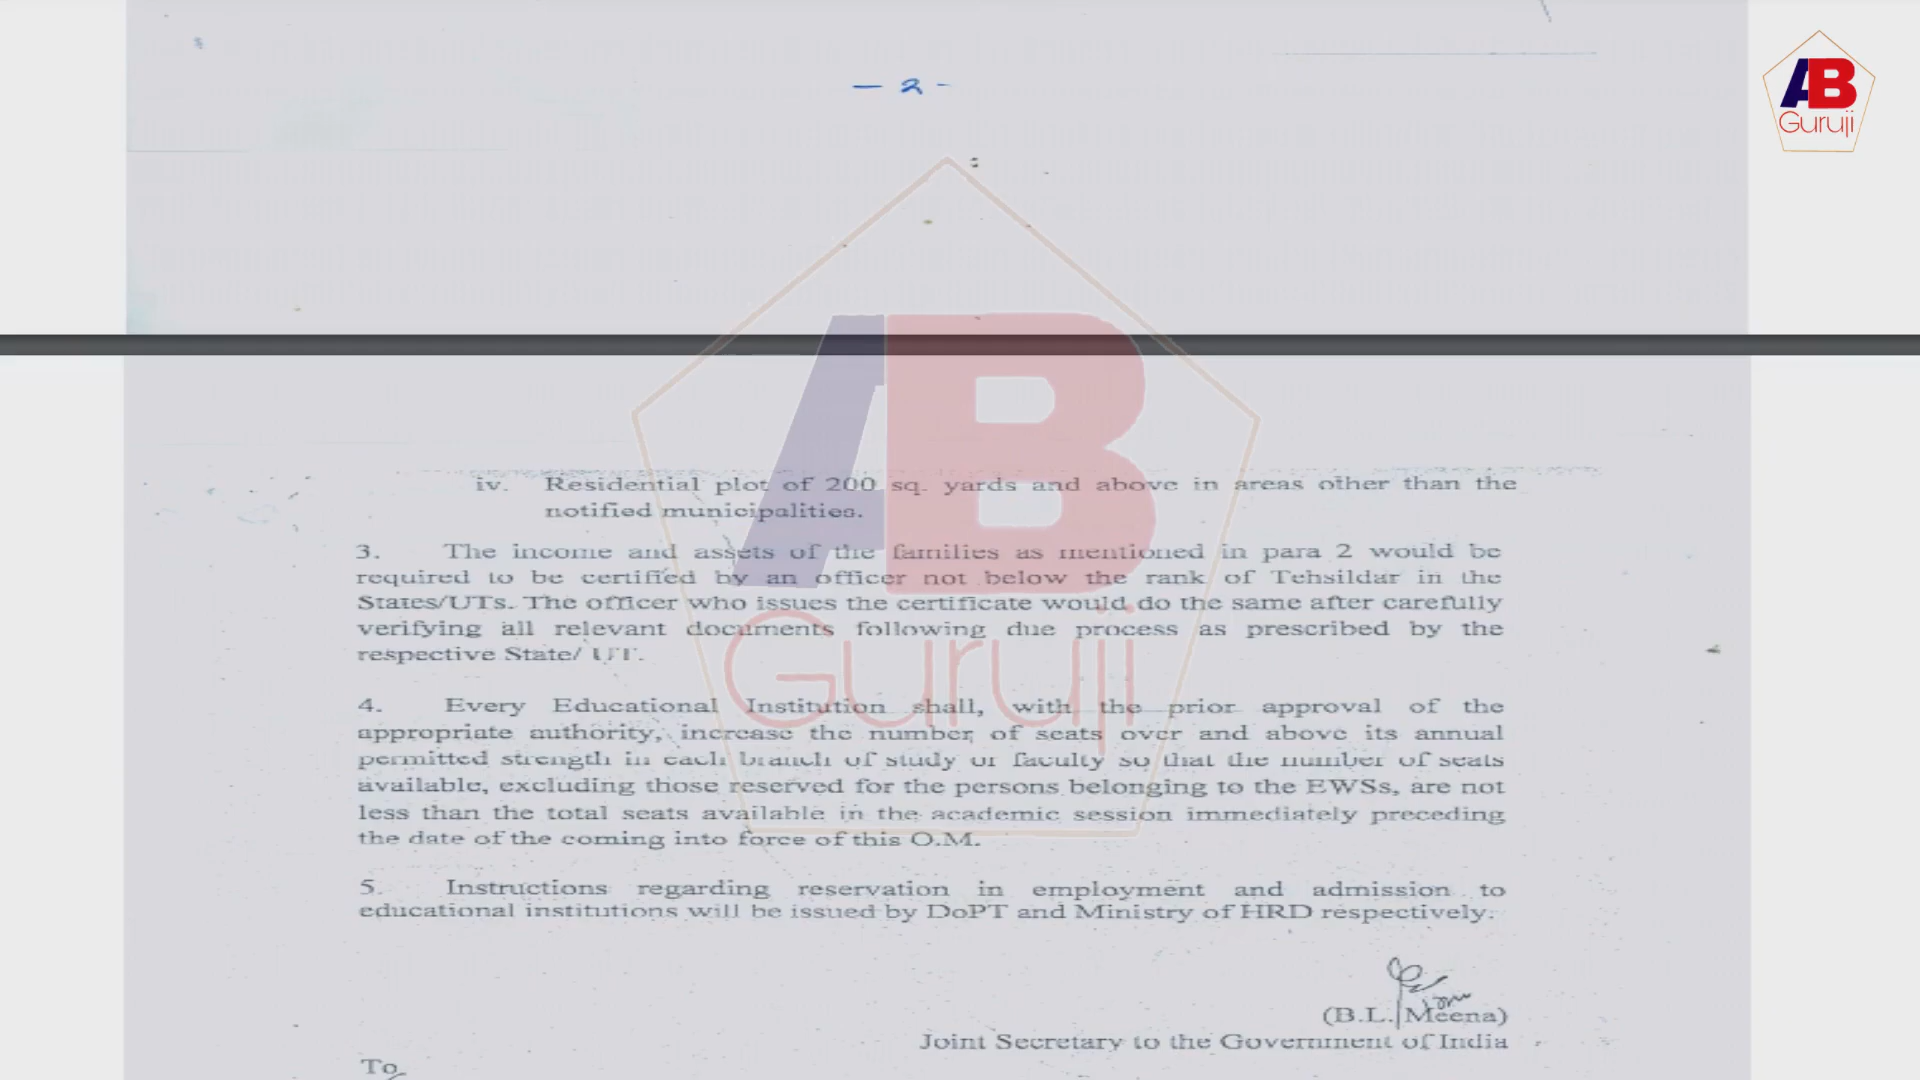 - 2 -
AB
Guruji
iv. Residential plot of 200 sq. yards and above in areas other than the
notified municipalities.
3. The income and assets of the families as mentioned in para 2 would be
required to be certified by an officer not below the rank of Tehsildar in the
States/UTs. The officer who issues the certificate would do the same after carefully
verifying all relevant documents following due process as prescribed by the
respective State/ UT.
4. Every Educational Institution shall, with the prior approval of the
appropriate authority, increase the number of seats over and above its annual
permitted strength in each branch of study or faculty so that the number of seats
available, excluding those reserved for the persons belonging to the EWSs, are not
less than the total seats available in the academic session immediately preceding
the date of the coming into force of this O.M.
5. Instructions regarding reservation in employment and admission to
educational institutions will be issued by DoPT and Ministry of HRD respectively.
(B.L. Meena)
Joint Secretary to the Government of India
To
AB
Guruji